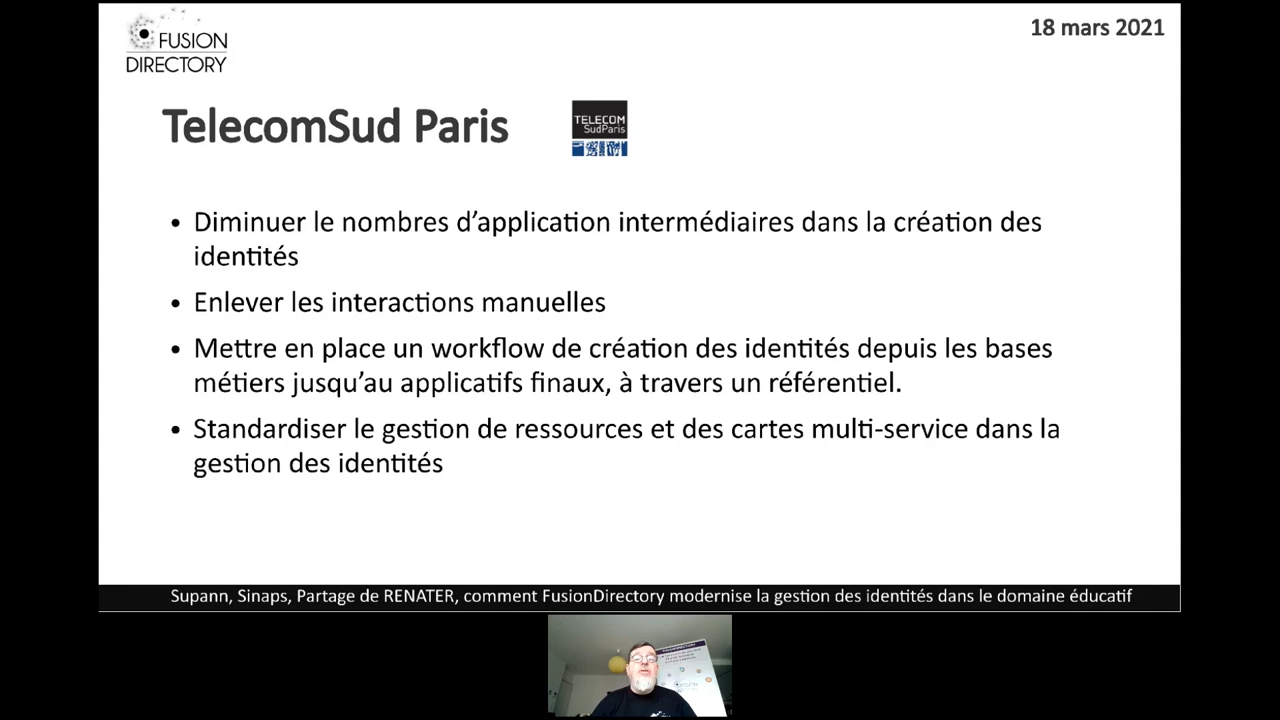 FUSION
DIRECTORY
18 mars 2021
TelecomSud Paris
TELECOM
SudParis
• Diminuer le nombres d’application intermédiaires dans la création des
identités
• Enlever les interactions manuelles
• Mettre en place un workflow de création des identités depuis les bases
métiers jusqu’au applicatifs finaux, à travers un référentiel.
• Standardiser le gestion de ressources et des cartes multi-service dans la
gestion des identités
Supann, Sinaps, Partage de RENATER, comment FusionDirectory modernise la gestion des identités dans le domaine éducatif